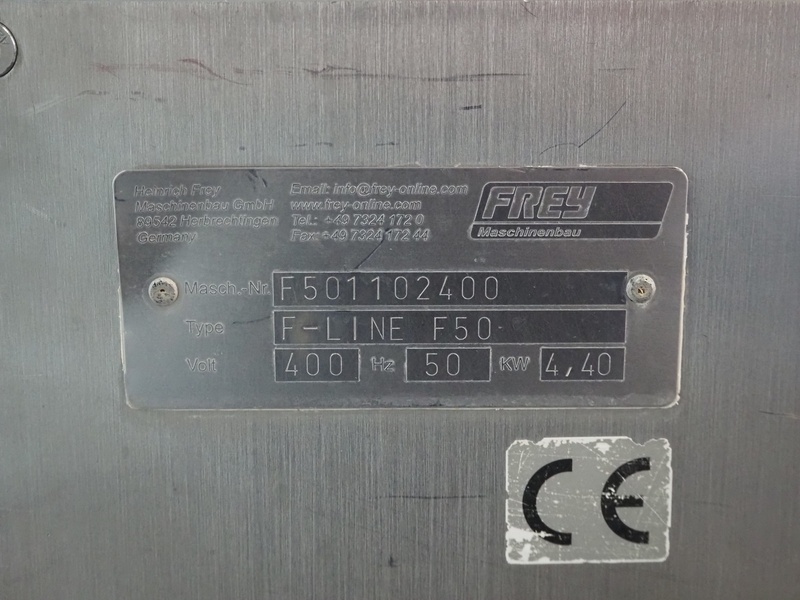 Heinrich Frey
Maschinenbau GmbH
89542 Herbrechtingen
Germany
Email: info@frey-online.com
www.frey-online.com
Tel.: +49 7324 172 0
Fax: +49 7324 172 44
FREY
Maschinenbau
Masch.-Nr. F501102400
Type F-LINE F50
Volt 400 Hz 50 KW 4,40
CE